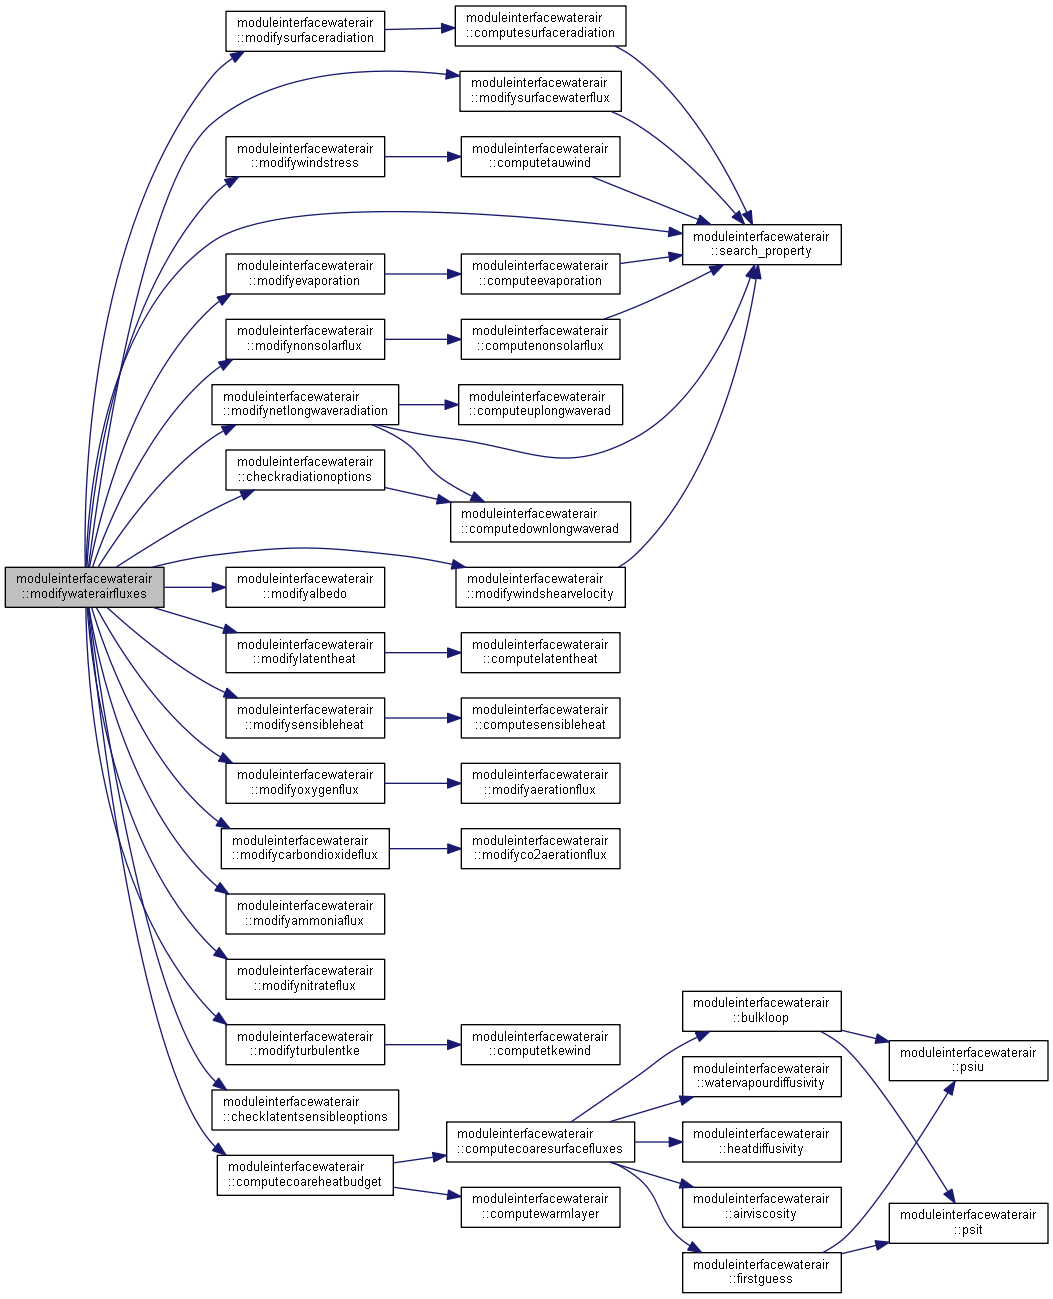 moduleinterfacewaterair
::modifysurfaceradiation
moduleinterfacewaterair
::computesurfaceradiation
moduleinterfacewaterair
::modifysurfacewaterflux
moduleinterfacewaterair
::modifywindstress
moduleinterfacewaterair
::computetauwind
moduleinterfacewaterair
::search_property
moduleinterfacewaterair
::modifyevaporation
moduleinterfacewaterair
::computeevaporation
moduleinterfacewaterair
::modifynonsolarflux
moduleinterfacewaterair
::computenonsolarflux
moduleinterfacewaterair
::modifynetlongwaveradiation
moduleinterfacewaterair
::computeuplongwaverad
moduleinterfacewaterair
::checkradiationoptions
moduleinterfacewaterair
::computedownlongwaverad
moduleinterfacewaterair
::modifywaterairfluxes
moduleinterfacewaterair
::modifyalbedo
moduleinterfacewaterair
::modifywindshearvelocity
moduleinterfacewaterair
::modifylatentheat
moduleinterfacewaterair
::computelatentheat
moduleinterfacewaterair
::modifysensibleheat
moduleinterfacewaterair
::computesensibleheat
moduleinterfacewaterair
::modifyoxygenflux
moduleinterfacewaterair
::modifyaerationflux
moduleinterfacewaterair
::modifycarbondioxideflux
moduleinterfacewaterair
::modifyco2aerationflux
moduleinterfacewaterair
::modifyammoniaflux
moduleinterfacewaterair
::modifynitrateflux
moduleinterfacewaterair
::bulkloop
moduleinterfacewaterair
::modifyturbulentke
moduleinterfacewaterair
::computetkewind
moduleinterfacewaterair
::psiu
moduleinterfacewaterair
::watervapourdiffusivity
moduleinterfacewaterair
::checklatentsensibleoptions
moduleinterfacewaterair
::computecoaresurfacefluxes
moduleinterfacewaterair
::heatdiffusivity
moduleinterfacewaterair
::computecoareheatbudget
moduleinterfacewaterair
::computewarmlayer
moduleinterfacewaterair
::airviscosity
moduleinterfacewaterair
::psit
moduleinterfacewaterair
::firstguess